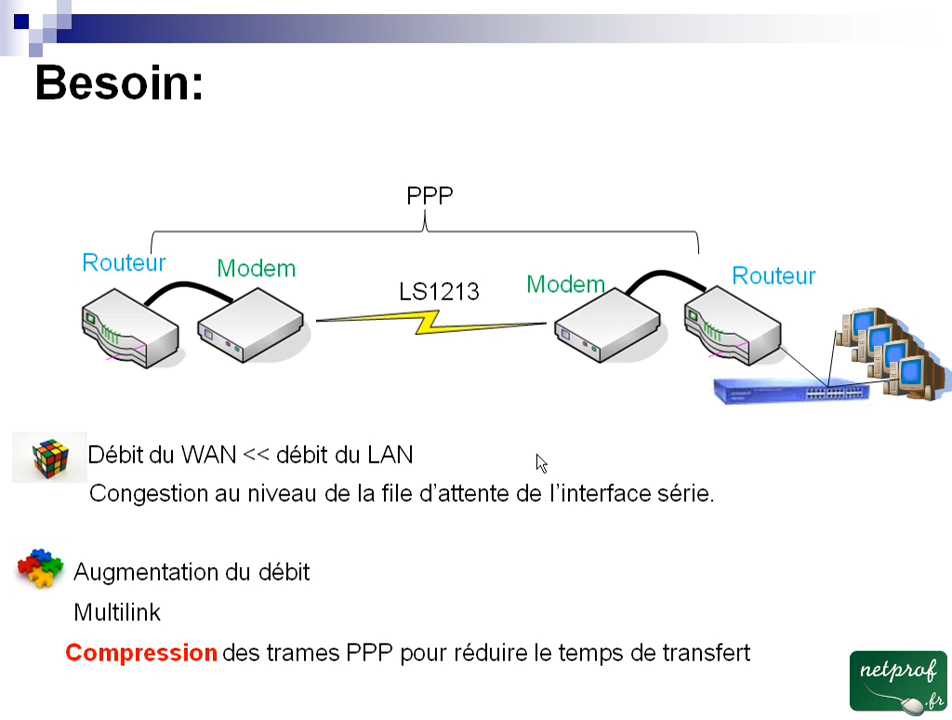 Besoin:
PPP
Routeur
Modem
LS1213
Modem
Routeur
Débit du WAN << débit du LAN
Congestion au niveau de la file d'attente de l'interface série.
Augmentation du débit
Multilink
Compression des trames PPP pour réduire le temps de transfert
netprof
.fr